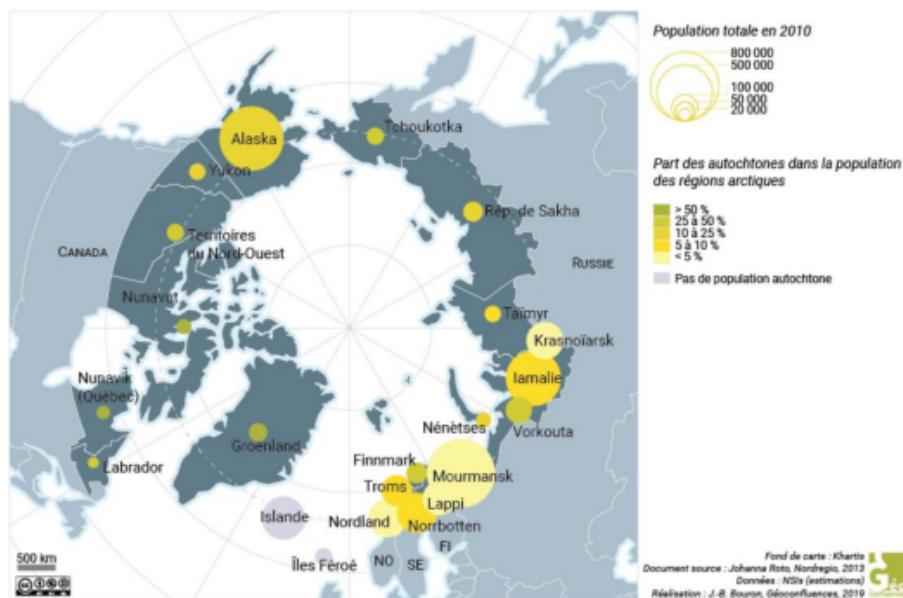 Alaska
Tchoukotka
Yukon
Rép. de Sakha
Territoires
du Nord-Ouest
CANADA
RUSSIE
Nunavut
Taïmyr
Krasnoïarsk
Iamalie
Nunavik
(Québec)
Nénètses
Vorkouta
Groenland
Finnmark
Mourmansk
Labrador
Troms
Lappi
Islande
Nordland
Norrbotten
FI
Îles Féroé
NO
SE
500 km
Population totale en 2010
800 000
500 000
100 000
50 000
20 000
Part des autochtones dans la population
des régions arctiques
> 50 %
25 à 50 %
10 à 25 %
5 à 10 %
< 5 %
Pas de population autochtone
Fond de carte : Khartis
Document source : Johanna Roto, Nordregio, 2013
Données : NSIs (estimations)
Réalisation : J.-B. Bouron, Géoconfluences, 2019
Géo